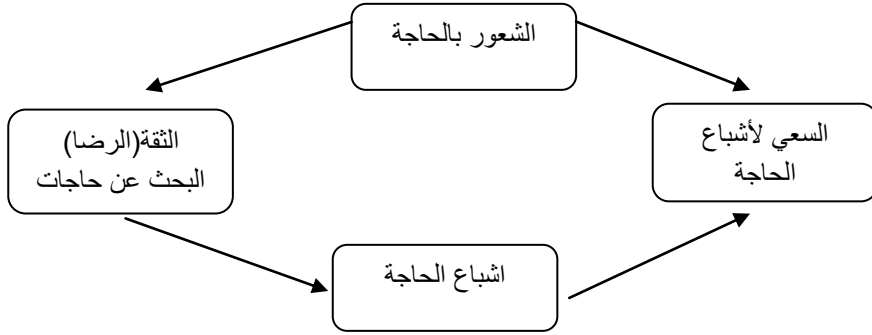 الشعور بالحاجة
السعي لأشباع
الحاجة
الثقة(الرضا)
البحث عن حاجات
اشباع الحاجة